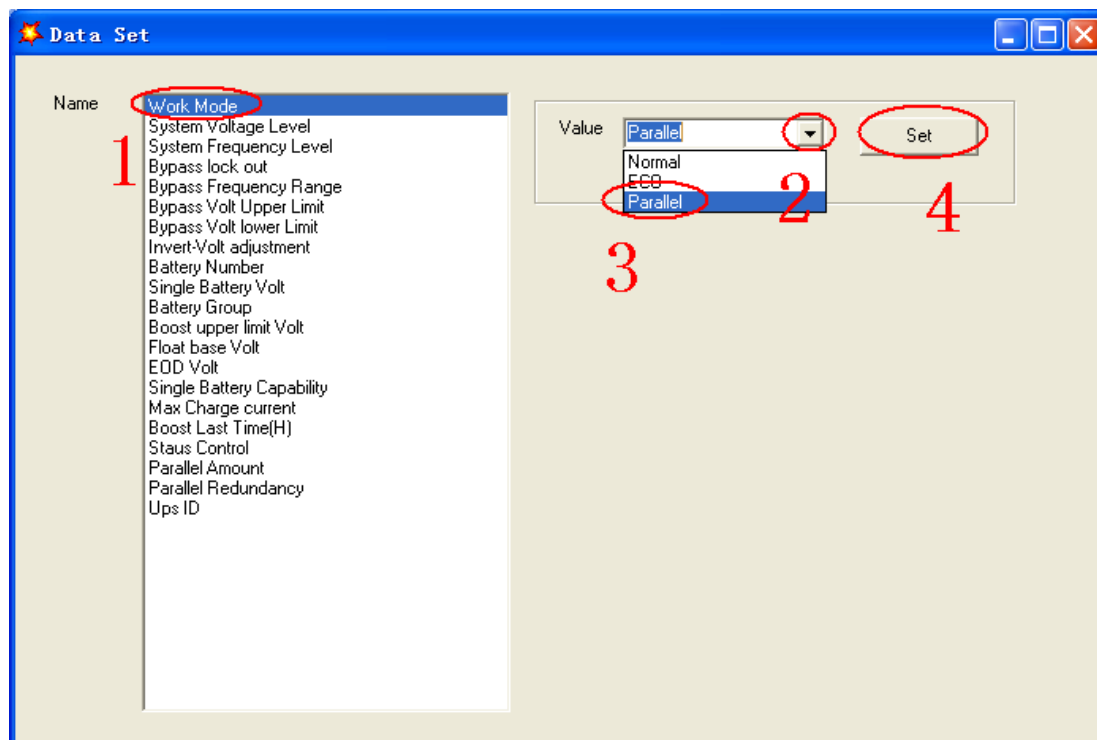 Data Set
Name
Work Mode
System Voltage Level
System Frequency Level
Bypass lock out
Bypass Frequency Range
Bypass Volt Upper Limit
Bypass Volt lower Limit
Invert-Volt adjustment
Battery Number
Single Battery Volt
Battery Group
Boost upper limit Volt
Float base Volt
EOD Volt
Single Battery Capability
Max Charge current
Boost Last Time(H)
Staus Control
Parallel Amount
Parallel Redundancy
Ups ID
1
Value
Parallel
Set
Normal
ECO
Parallel
2
3
4